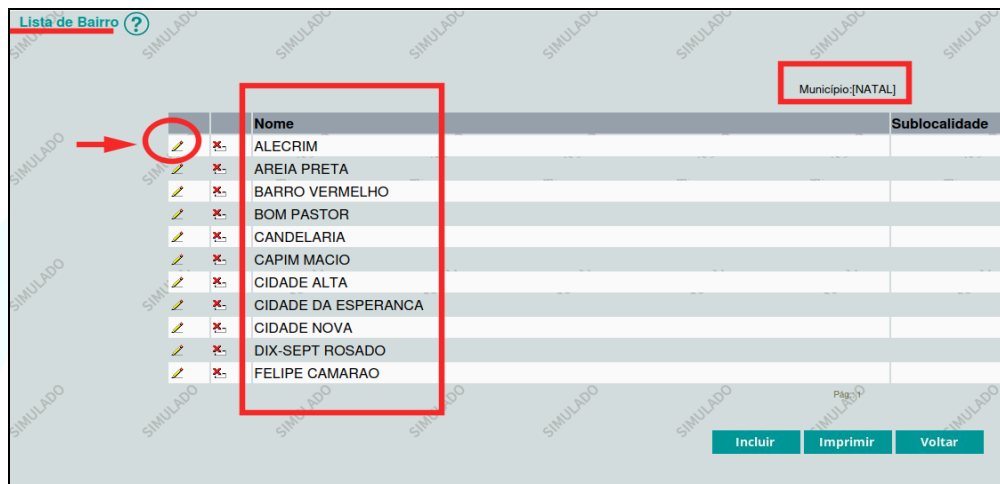 Lista de Bairro ?
Município:[NATAL]
Nome Sublocalidade
ALECRIM
AREIA PRETA
BARRO VERMELHO
BOM PASTOR
CANDELARIA
CAPIM MACIO
CIDADE ALTA
CIDADE DA ESPERANCA
CIDADE NOVA
DIX-SEPT ROSADO
FELIPE CAMARAO
Pág.: 1
Incluir Imprimir Voltar
SIMULADO